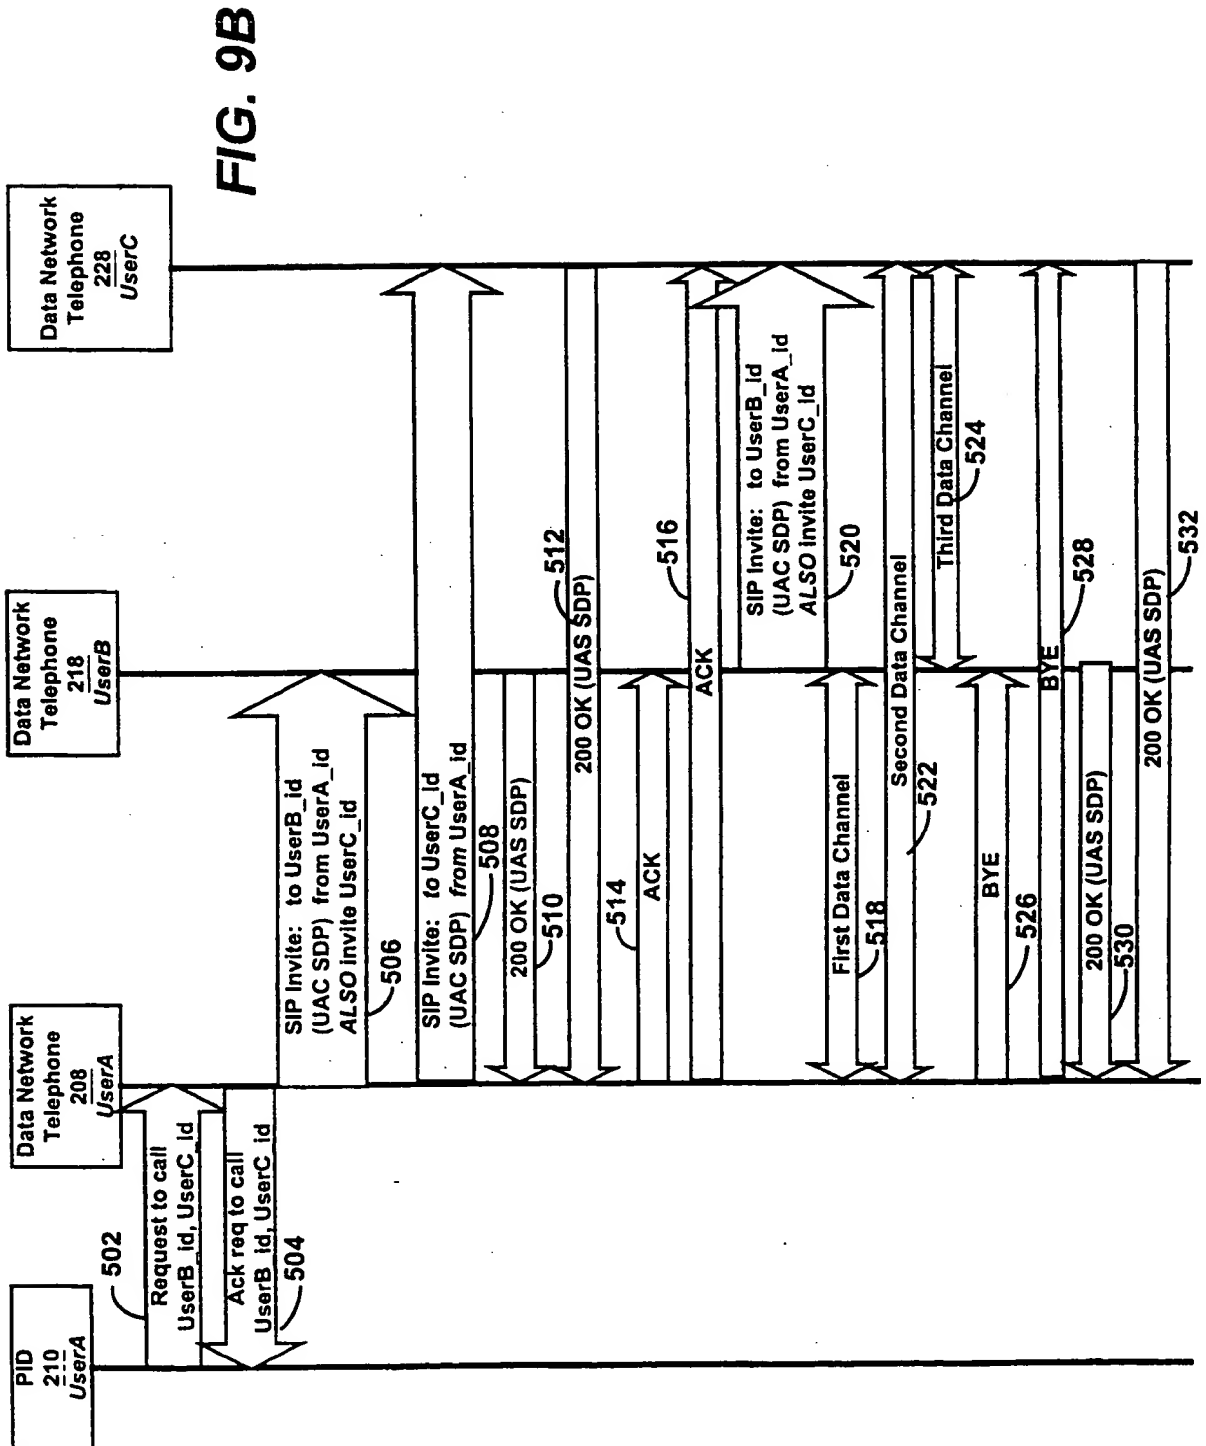 FIG. 9B
PID
210
UserA
Data Network
Telephone
208
UserA
Data Network
Telephone
218
UserB
Data Network
Telephone
228
UserC
502
Request to call
UserB_id, UserC_id
Ack req to call
UserB_id, UserC_id
504
SIP Invite: to UserB_id
(UAC SDP) from UserA_id
ALSO invite UserC_id
506
SIP Invite: to UserC_id
(UAC SDP) from UserA_id
508
200 OK (UAS SDP)
510
512
200 OK (UAS SDP)
514
ACK
516
ACK
SIP Invite: to UserB_id
(UAC SDP) from UserA_id
ALSO invite UserC_id
520
First Data Channel
518
Second Data Channel
522
Third Data Channel
524
BYE
526
BYE
528
200 OK (UAS SDP)
530
200 OK (UAS SDP)
532